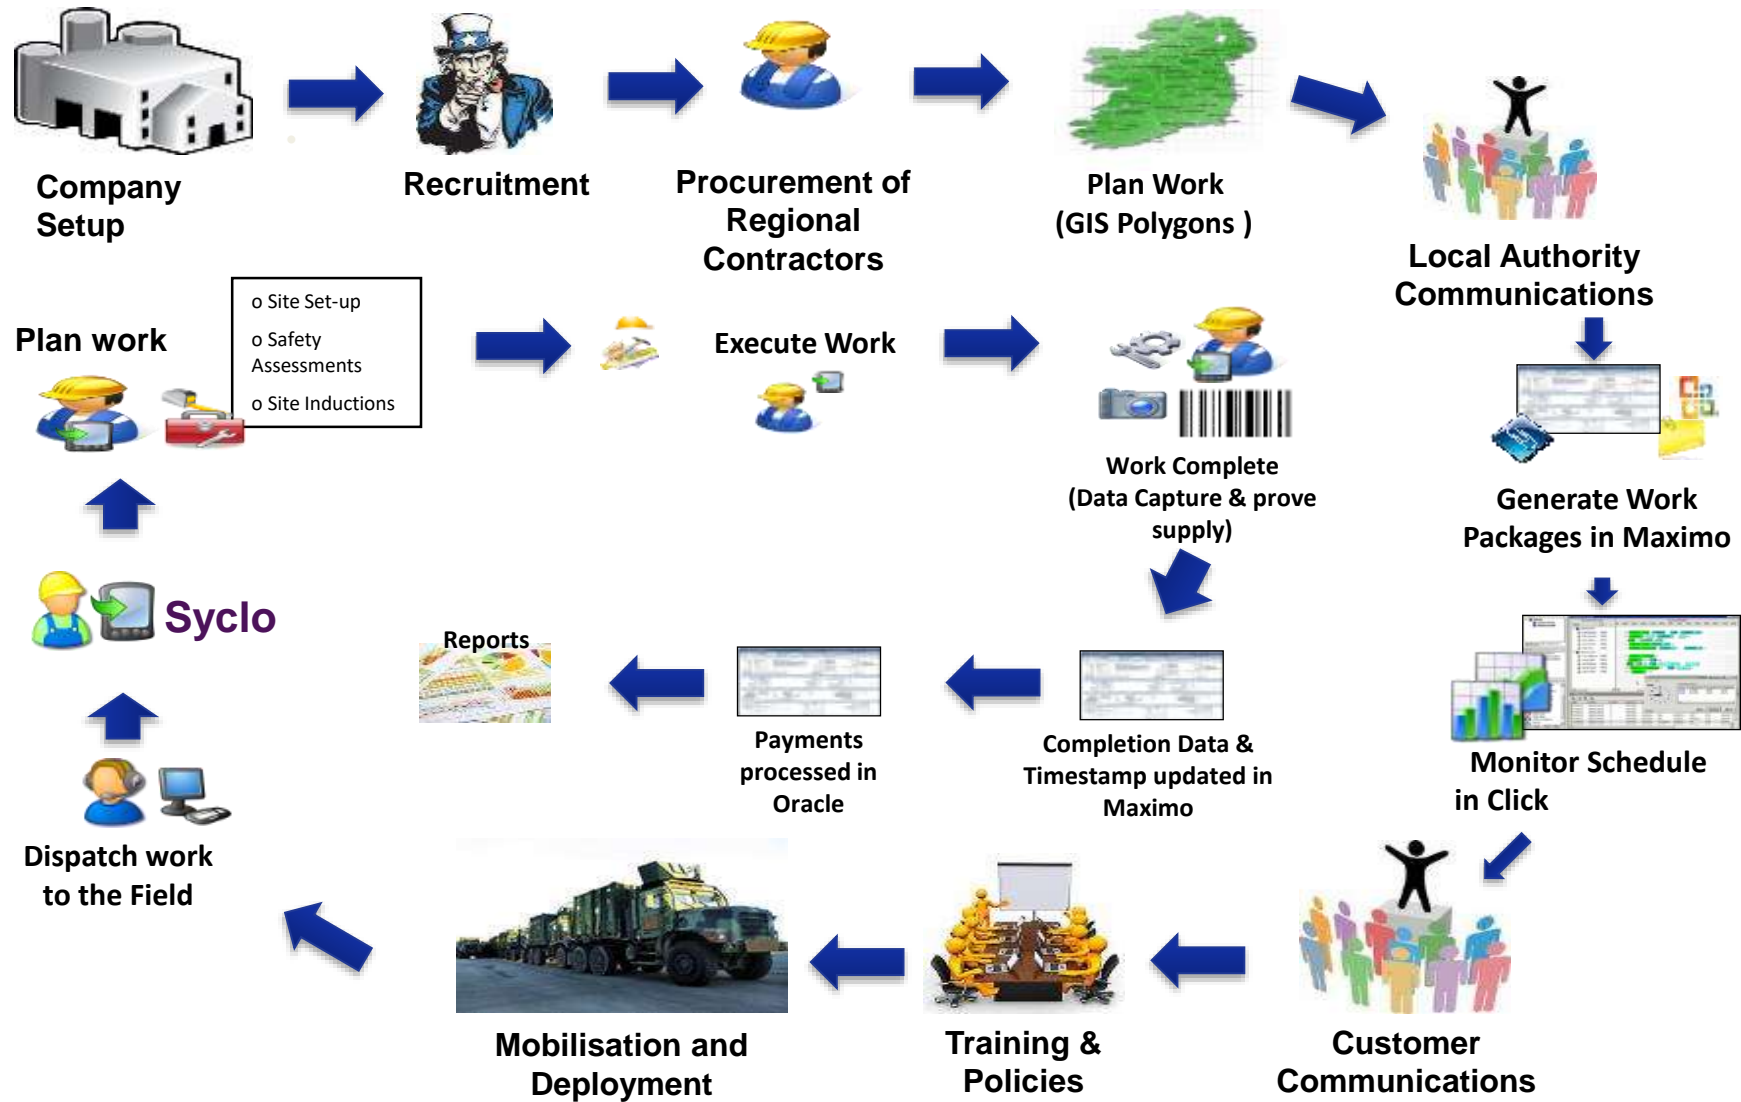 Company
Setup
Recruitment
Procurement of
Regional
Contractors
Plan Work
(GIS Polygons )
Local Authority
Communications
Plan work
o Site Set-up
o Safety
Assessments
o Site Inductions
Execute Work
Work Complete
(Data Capture & prove
supply)
Generate Work
Packages in Maximo
Syclo
Reports
Payments
processed in
Oracle
Completion Data &
Timestamp updated in
Maximo
Monitor Schedule
in Click
Dispatch work
to the Field
Mobilisation and
Deployment
Training &
Policies
Customer
Communications